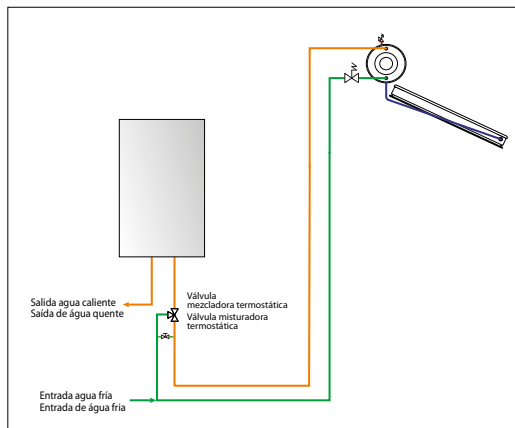 Salida agua caliente
Saída de água quente
Válvula
mezcladora termostática
Válvula misturadora
termostática
Entrada agua fría
Entrada de água fria